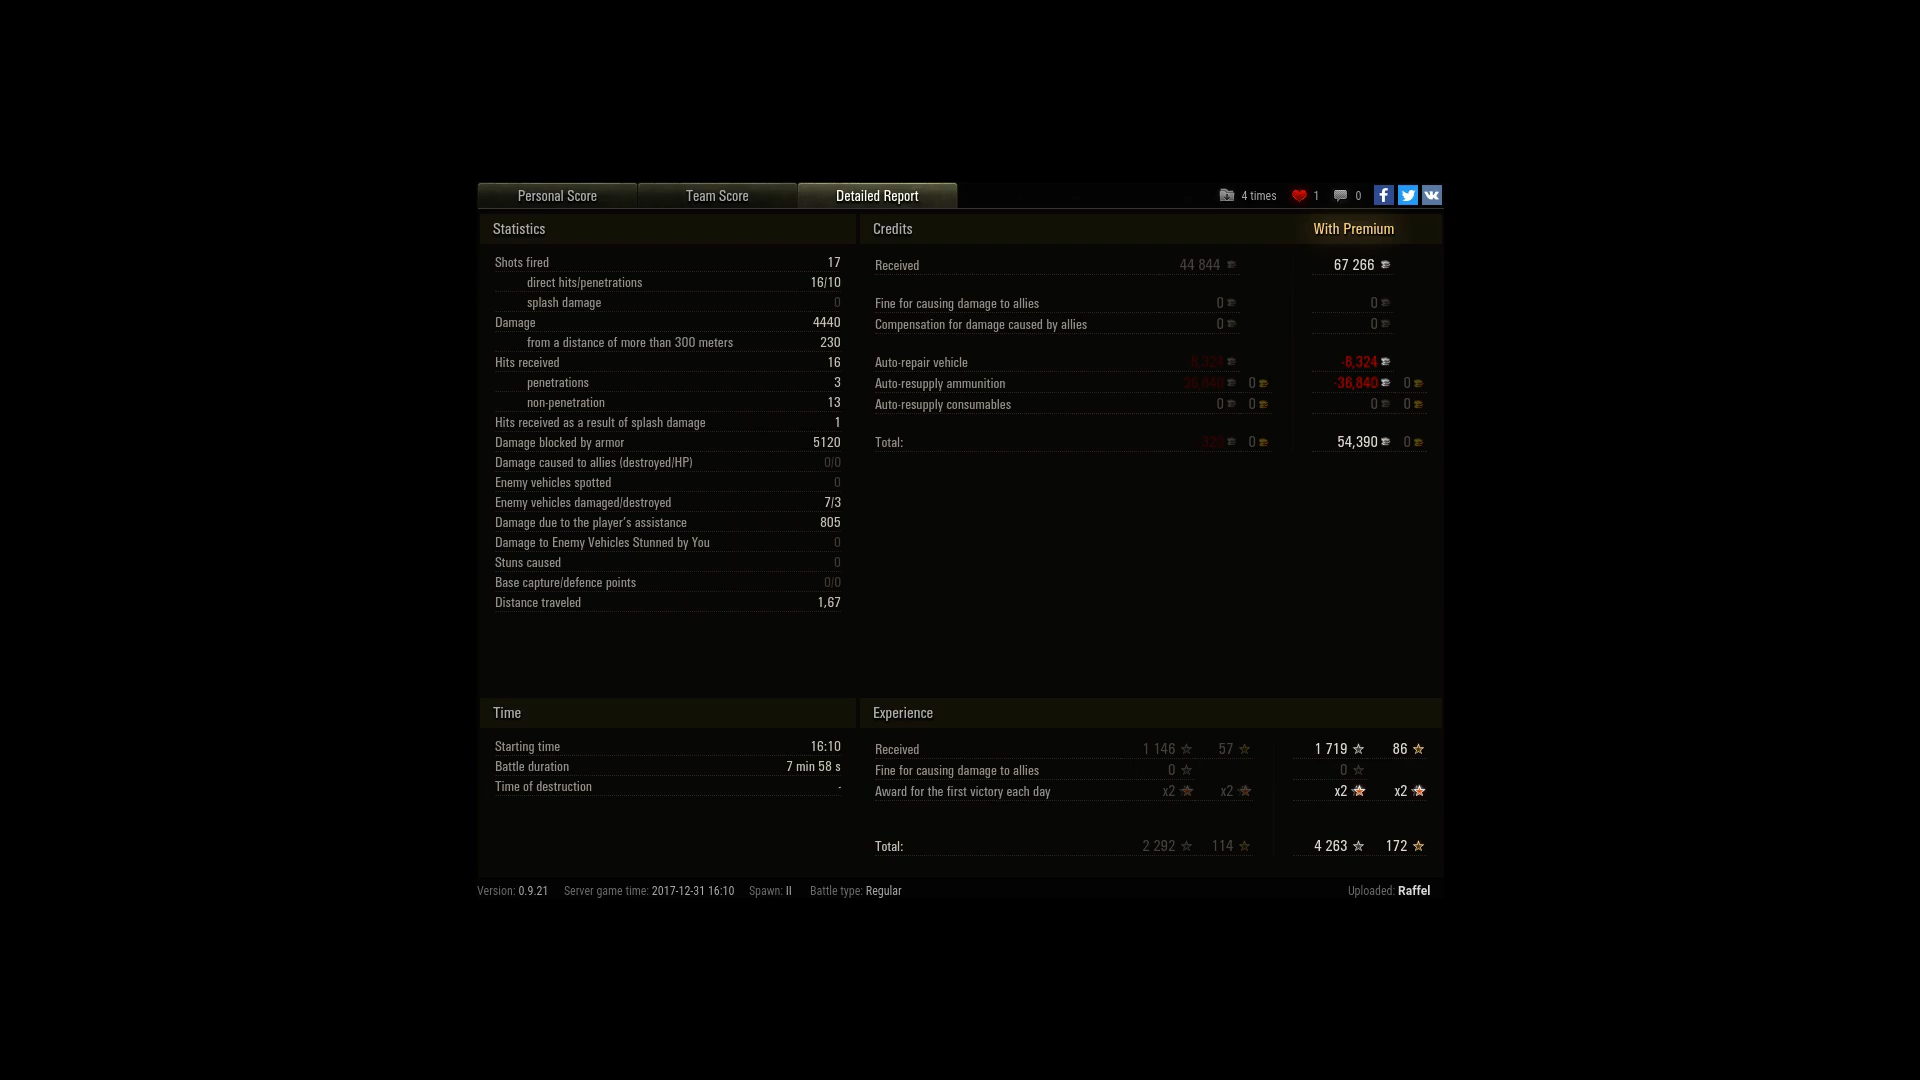 Personal Score Team Score Detailed Report 4 times 1 0
Statistics
Shots fired 17
direct hits/penetrations 16/10
splash damage 0
Damage 4440
from a distance of more than 300 meters 230
Hits received 16
penetrations 3
non-penetration 13
Hits received as a result of splash damage 1
Damage blocked by armor 5120
Damage caused to allies (destroyed/HP) 0/0
Enemy vehicles spotted 0
Enemy vehicles damaged/destroyed 7/3
Damage due to the player's assistance 805
Damage to Enemy Vehicles Stunned by You 0
Stuns caused 0
Base capture/defence points 0/0
Distance traveled 1,67
Credits With Premium
Received 44 844 67 266
Fine for causing damage to allies 0 0
Compensation for damage caused by allies 0 0
Auto-repair vehicle -8,324 -8,324
Auto-resupply ammunition -36,840 0 -36,840 0
Auto-resupply consumables 0 0 0 0
Total: 0 54,390 0
Time
Starting time 16:10
Battle duration 7 min 58 s
Time of destruction -
Experience
Received 1 146 57 1 719 86
Fine for causing damage to allies 0 0
Award for the first victory each day x2 x2 x2 x2
Total: 2 292 114 4 263 172
Version: 0.9.21 Server game time: 2017-12-31 16:10 Spawn: II Battle type: Regular Uploaded: Raffel